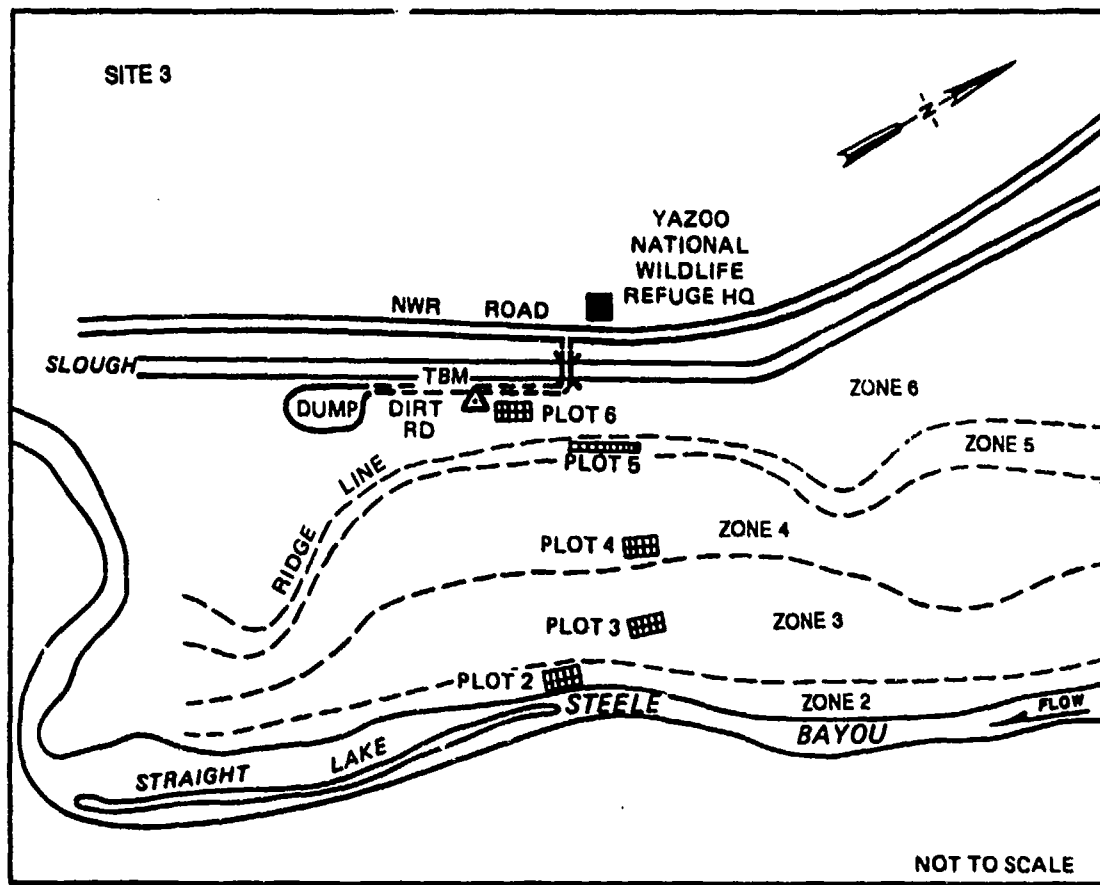 SITE 3
N
YAZOO
NATIONAL
WILDLIFE
REFUGE HQ
NWR ROAD
SLOUGH
TBM
ZONE 6
DUMP
DIRT
RD
PLOT 6
ZONE 5
PLOT 5
RIDGE LINE
ZONE 4
PLOT 4
ZONE 3
PLOT 3
PLOT 2
ZONE 2
FLOW
STEELE
BAYOU
STRAIGHT LAKE
NOT TO SCALE